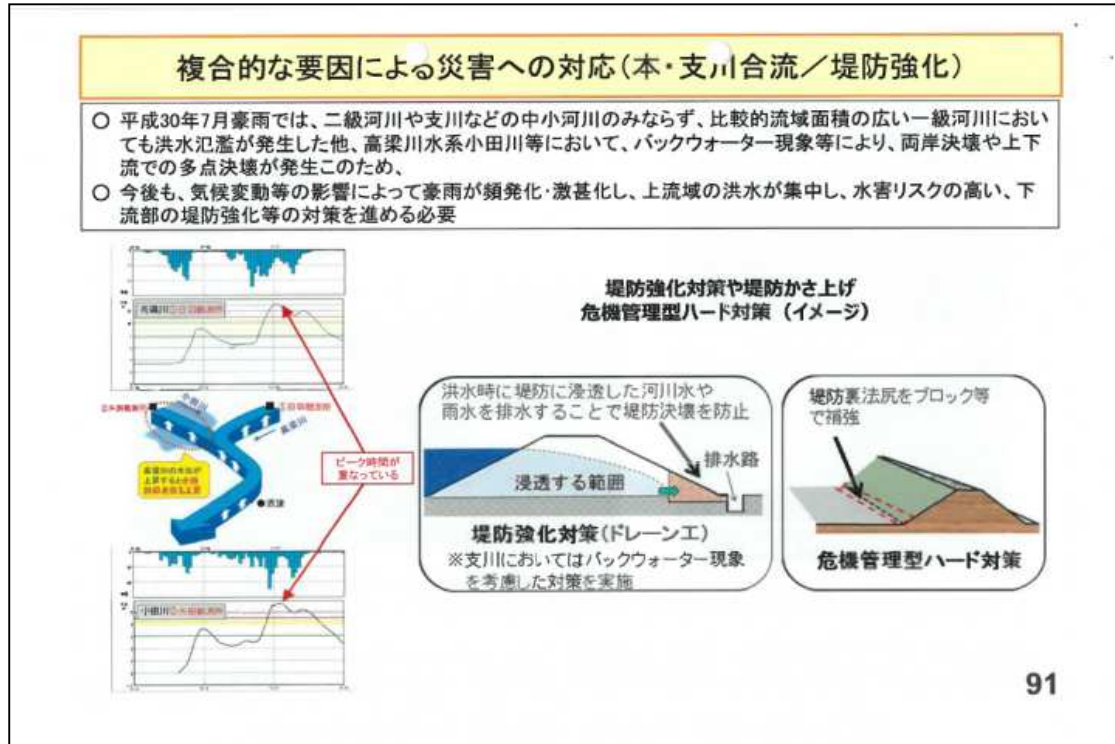 複合的な要因による災害への対応（本・支川合流／堤防強化）
○ 平成30年7月豪雨では、二級河川や支川などの中小河川のみならず、比較的流域面積の広い一級河川におい
ても洪水氾濫が発生した他、高梁川水系小田川等において、バックウォーター現象等により、両岸決壊や上下
流での多点決壊が発生このため、
○ 今後も、気候変動等の影響によって豪雨が頻発化・激甚化し、上流域の洪水が集中し、水害リスクの高い、下
流部の堤防強化等の対策を進める必要
堤防強化対策や堤防かさ上げ
危機管理型ハード対策（イメージ）
ピーク時間が
重なっている
洪水時に堤防に浸透した河川水や
雨水を排水することで堤防決壊を防止
排水路
浸透する範囲
堤防強化対策（ドレーン工）
※支川においてはバックウォーター現象
を考慮した対策を実施
堤防裏法尻をブロック等
で補強
危機管理型ハード対策
高梁川
小田川
91